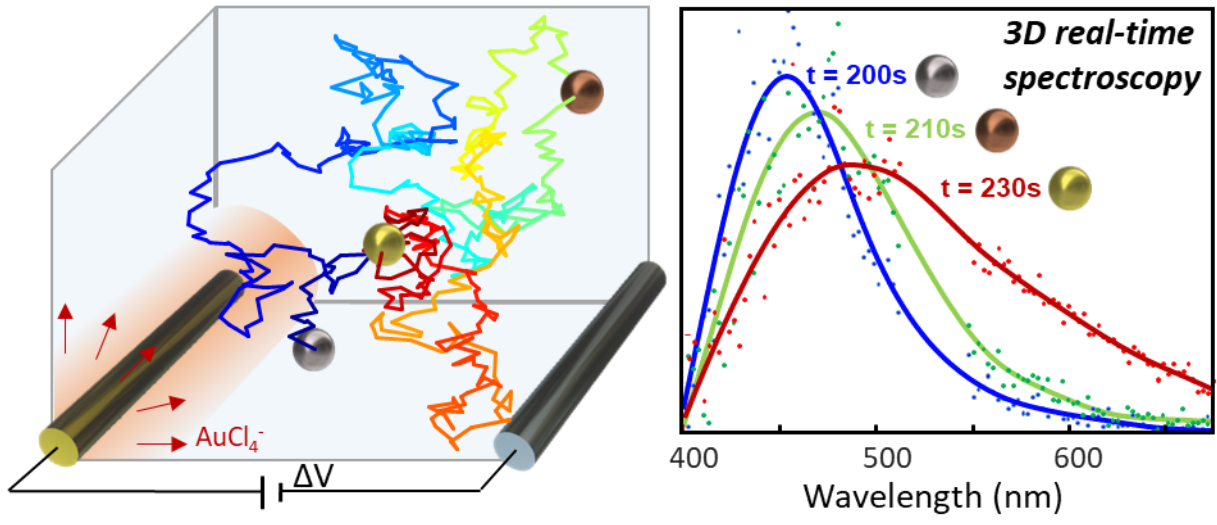 AuCl₄⁻
ΔV
3D real-time
spectroscopy
t = 200s
t = 210s
t = 230s
400 500 600
Wavelength (nm)